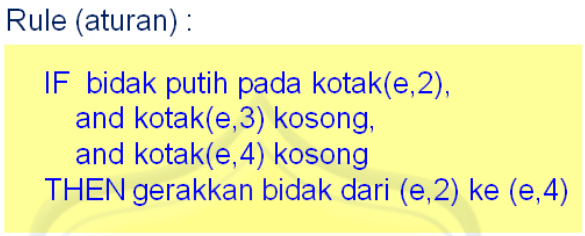 Rule (aturan) :
IF bidak putih pada kotak(e,2),
and kotak(e,3) kosong,
and kotak(e,4) kosong
THEN gerakkan bidak dari (e,2) ke (e,4)